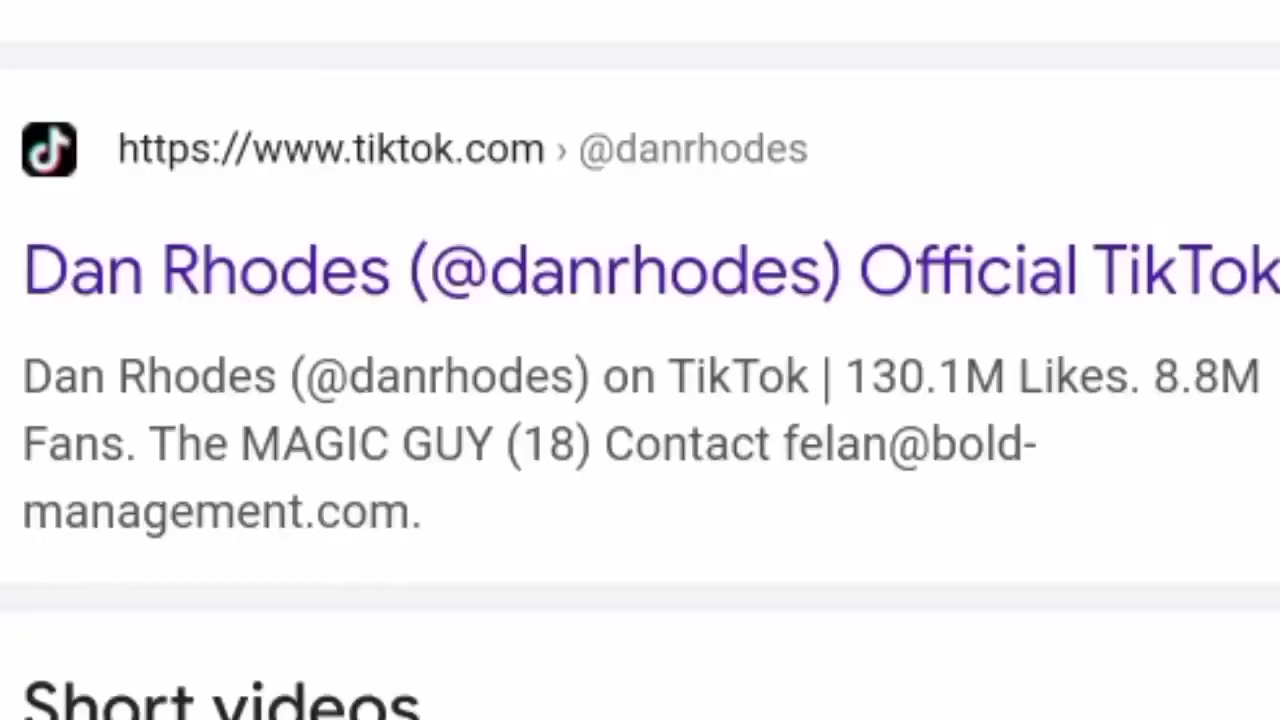 https://www.tiktok.com › @danrhodes
Dan Rhodes (@danrhodes) Official TikTok
Dan Rhodes (@danrhodes) on TikTok | 130.1M Likes. 8.8M
Fans. The MAGIC GUY (18) Contact felan@bold-
management.com.
Short videos